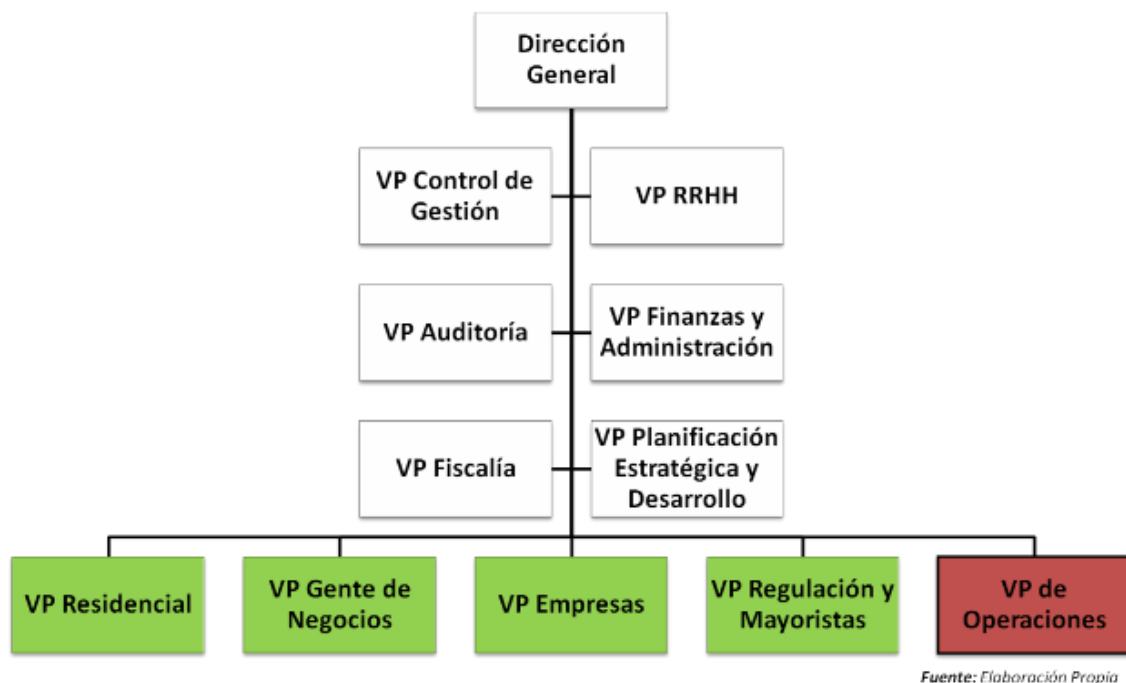 Dirección
General
VP Control de
Gestión
VP RRHH
VP Auditoría
VP Finanzas y
Administración
VP Fiscalía
VP Planificación
Estratégica y
Desarrollo
VP Residencial
VP Gente de
Negocios
VP Empresas
VP Regulación y
Mayoristas
VP de
Operaciones
Fuente: Elaboración Propia